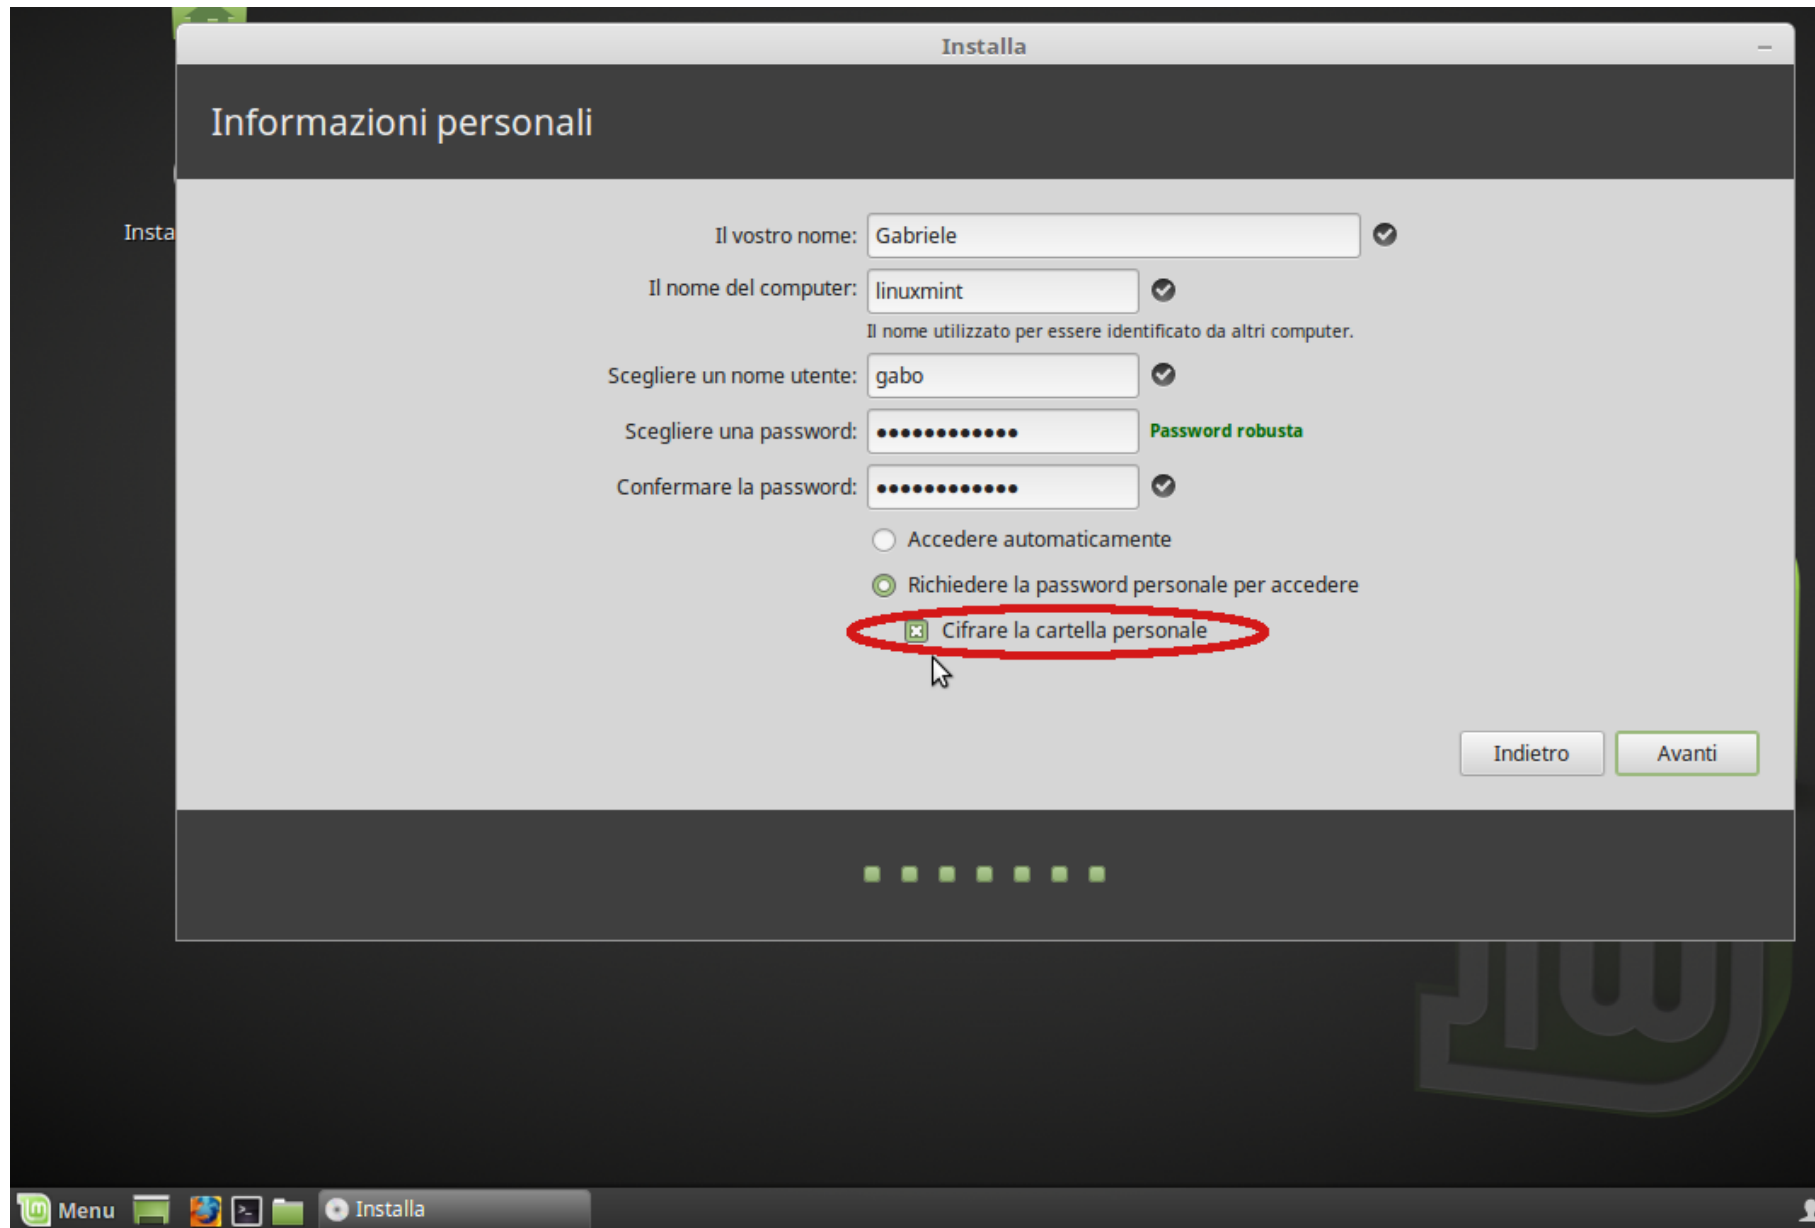 Installa
Informazioni personali
Insta
Il vostro nome: Gabriele
Il nome del computer: linuxmint
Il nome utilizzato per essere identificato da altri computer.
Scegliere un nome utente: gabo
Scegliere una password: ●●●●●●●●●●●● Password robusta
Confermare la password: ●●●●●●●●●●●●
Accedere automaticamente
Richiedere la password personale per accedere
Cifrare la cartella personale
Indietro Avanti
Menu Installa